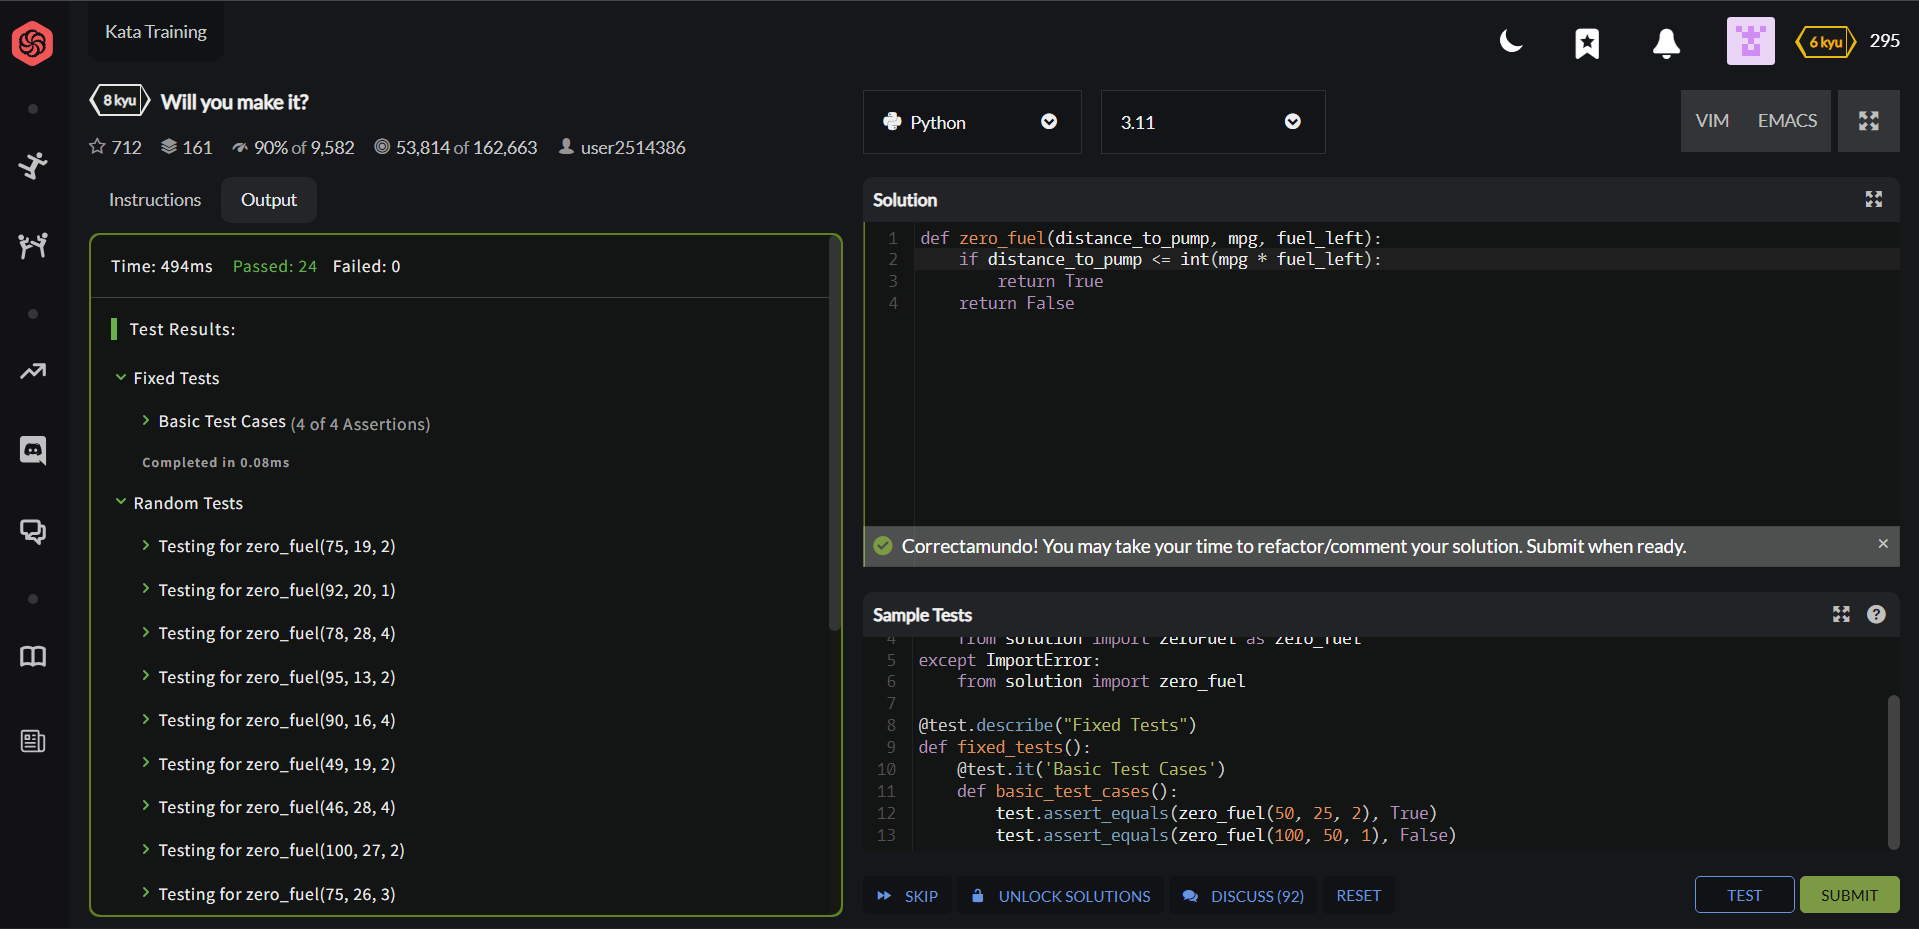 Kata Training
6 kyu 295
8 kyu Will you make it?
712 161 90% of 9,582 53,814 of 162,663 user2514386
Instructions Output
Time: 494ms Passed: 24 Failed: 0
Test Results:
Fixed Tests
Basic Test Cases (4 of 4 Assertions)
Completed in 0.08ms
Random Tests
Testing for zero_fuel(75, 19, 2)
Testing for zero_fuel(92, 20, 1)
Testing for zero_fuel(78, 28, 4)
Testing for zero_fuel(95, 13, 2)
Testing for zero_fuel(90, 16, 4)
Testing for zero_fuel(49, 19, 2)
Testing for zero_fuel(46, 28, 4)
Testing for zero_fuel(100, 27, 2)
Testing for zero_fuel(75, 26, 3)
Python 3.11 VIM EMACS
Solution
1 def zero_fuel(distance_to_pump, mpg, fuel_left):
2     if distance_to_pump <= int(mpg * fuel_left):
3         return True
4     return False
Correctamundo! You may take your time to refactor/comment your solution. Submit when ready. ×
Sample Tests ?
4     from solution import zeroFuel as zero_fuel
5 except ImportError:
6     from solution import zero_fuel
7
8 @test.describe("Fixed Tests")
9 def fixed_tests():
10     @test.it('Basic Test Cases')
11     def basic_test_cases():
12         test.assert_equals(zero_fuel(50, 25, 2), True)
13         test.assert_equals(zero_fuel(100, 50, 1), False)
SKIP UNLOCK SOLUTIONS DISCUSS (92) RESET TEST SUBMIT